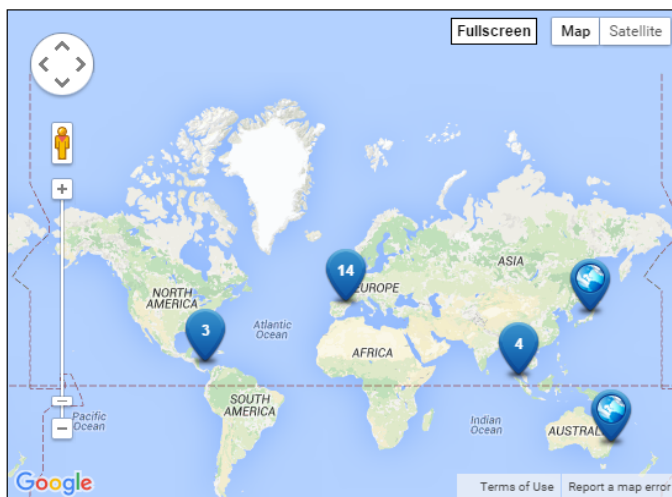 Fullscreen
Map
Satellite
ASIA
14
EUROPE
NORTH
AMERICA
3
Atlantic
Ocean
4
AFRICA
SOUTH
AMERICA
Pacific
Ocean
Indian
Ocean
AUSTRAL
Google
Terms of Use
Report a map error